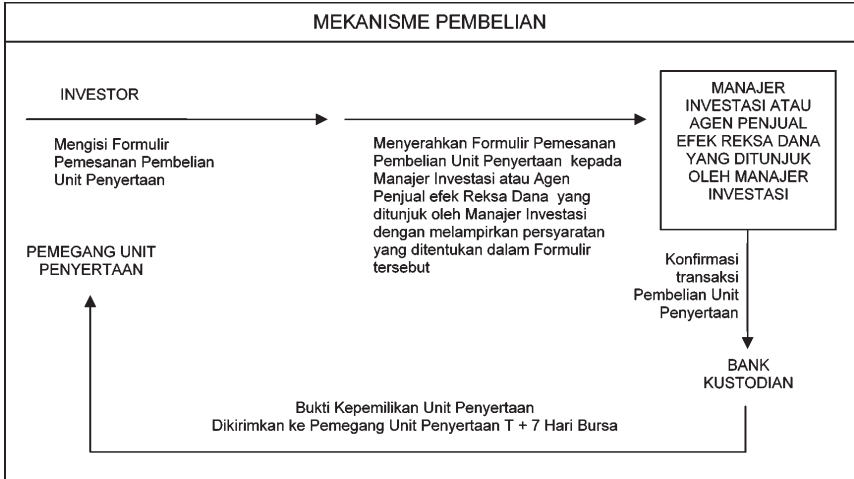 MEKANISME PEMBELIAN
INVESTOR
Mengisi Formulir
Pemesanan Pembelian
Unit Penyertaan
Menyerahkan Formulir Pemesanan
Pembelian Unit Penyertaan kepada
Manajer Investasi atau Agen
Penjual efek Reksa Dana yang
ditunjuk oleh Manajer Investasi
dengan melampirkan persyaratan
yang ditentukan dalam Formulir
tersebut
MANAJER
INVESTASI ATAU
AGEN PENJUAL
EFEK REKSA DANA
YANG DITUNJUK
OLEH MANAJER
INVESTASI
Konfirmasi
transaksi
Pembelian Unit
Penyertaan
BANK
KUSTODIAN
Bukti Kepemilikan Unit Penyertaan
Dikirimkan ke Pemegang Unit Penyertaan T + 7 Hari Bursa
PEMEGANG UNIT
PENYERTAAN